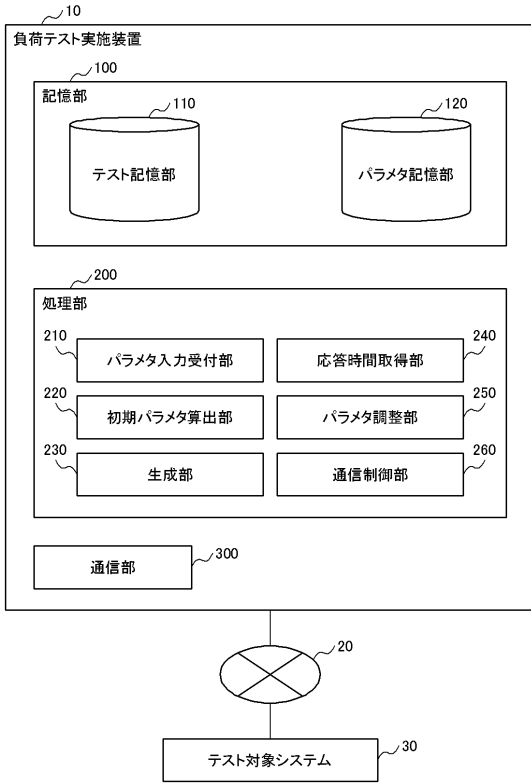 10
負荷テスト実施装置
100
記憶部
110
テスト記憶部
120
パラメタ記憶部
200
処理部
210
パラメタ入力受付部
応答時間取得部
240
220
初期パラメタ算出部
パラメタ調整部
250
230
生成部
通信制御部
260
通信部
300
20
テスト対象システム
30